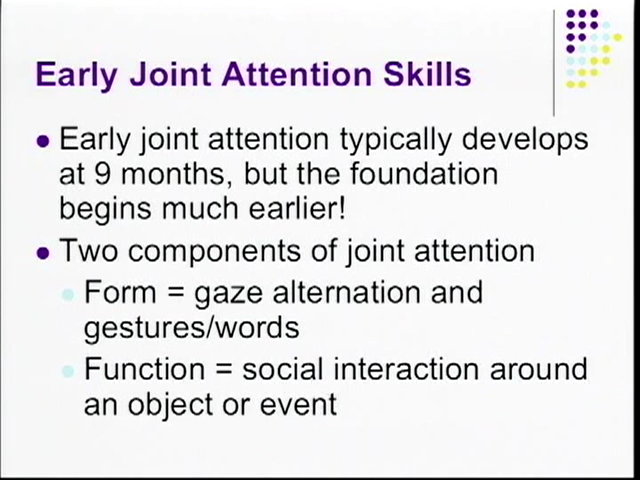 Early Joint Attention Skills
Early joint attention typically develops
at 9 months, but the foundation
begins much earlier!
Two components of joint attention
Form = gaze alternation and
gestures/words
Function = social interaction around
an object or event